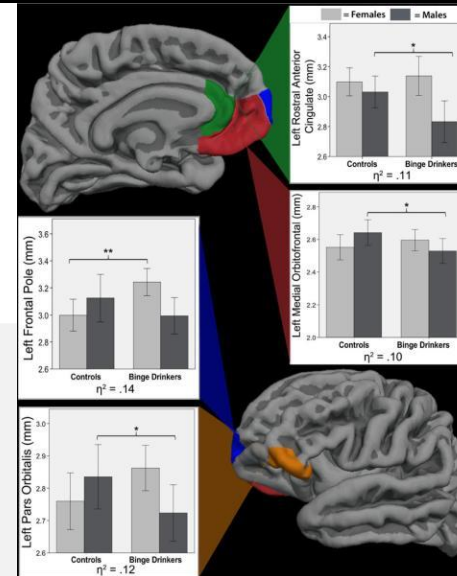 = Females = Males
Left Rostral Anterior
Cingulate (mm)
3.4
3.2
3.0
2.8
2.6
*
Controls Binge Drinkers
η² = .11
Left Medial Orbitofrontal (mm)
2.8
2.6
2.4
2.2
2.0
*
Controls Binge Drinkers
η² = .10
Left Frontal Pole (mm)
3.6
3.4
3.2
3.0
2.8
2.6
**
Controls Binge Drinkers
η² = .14
Left Pars Orbitalis (mm)
3.0
2.9
2.8
2.7
2.6
*
Controls Binge Drinkers
η² = .12